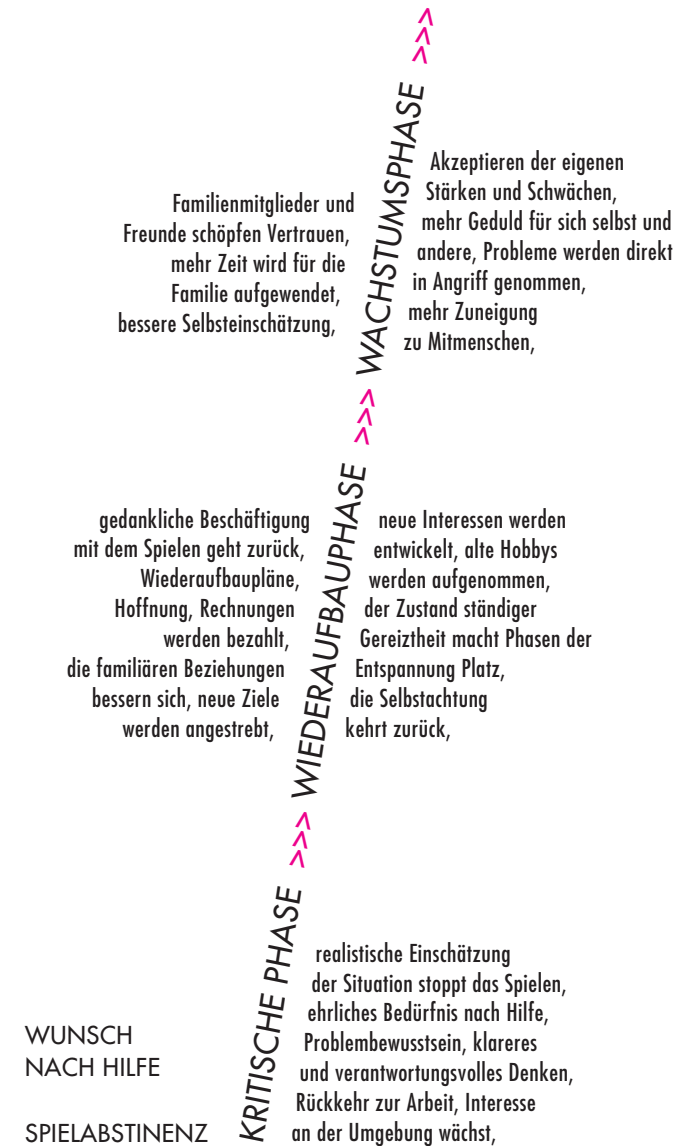 WACHSTUMSPHASE
Familienmitglieder und
Freunde schöpfen Vertrauen,
mehr Zeit wird für die
Familie aufgewendet,
bessere Selbsteinschätzung,
Akzeptieren der eigenen
Stärken und Schwächen,
mehr Geduld für sich selbst und
andere, Probleme werden direkt
in Angriff genommen,
mehr Zuneigung
zu Mitmenschen,
WIEDERAUFBAUPHASE
gedankliche Beschäftigung
mit dem Spielen geht zurück,
Wiederaufbaupläne,
Hoffnung, Rechnungen
werden bezahlt,
die familiären Beziehungen
bessern sich, neue Ziele
werden angestrebt,
neue Interessen werden
entwickelt, alte Hobbys
werden aufgenommen,
der Zustand ständiger
Gereiztheit macht Phasen der
Entspannung Platz,
die Selbstachtung
kehrt zurück,
KRITISCHE PHASE
realistische Einschätzung
der Situation stoppt das Spielen,
ehrliches Bedürfnis nach Hilfe,
Problembewusstsein, klareres
und verantwortungsvolles Denken,
Rückkehr zur Arbeit, Interesse
an der Umgebung wächst,
WUNSCH
NACH HILFE
SPIELABSTINENZ